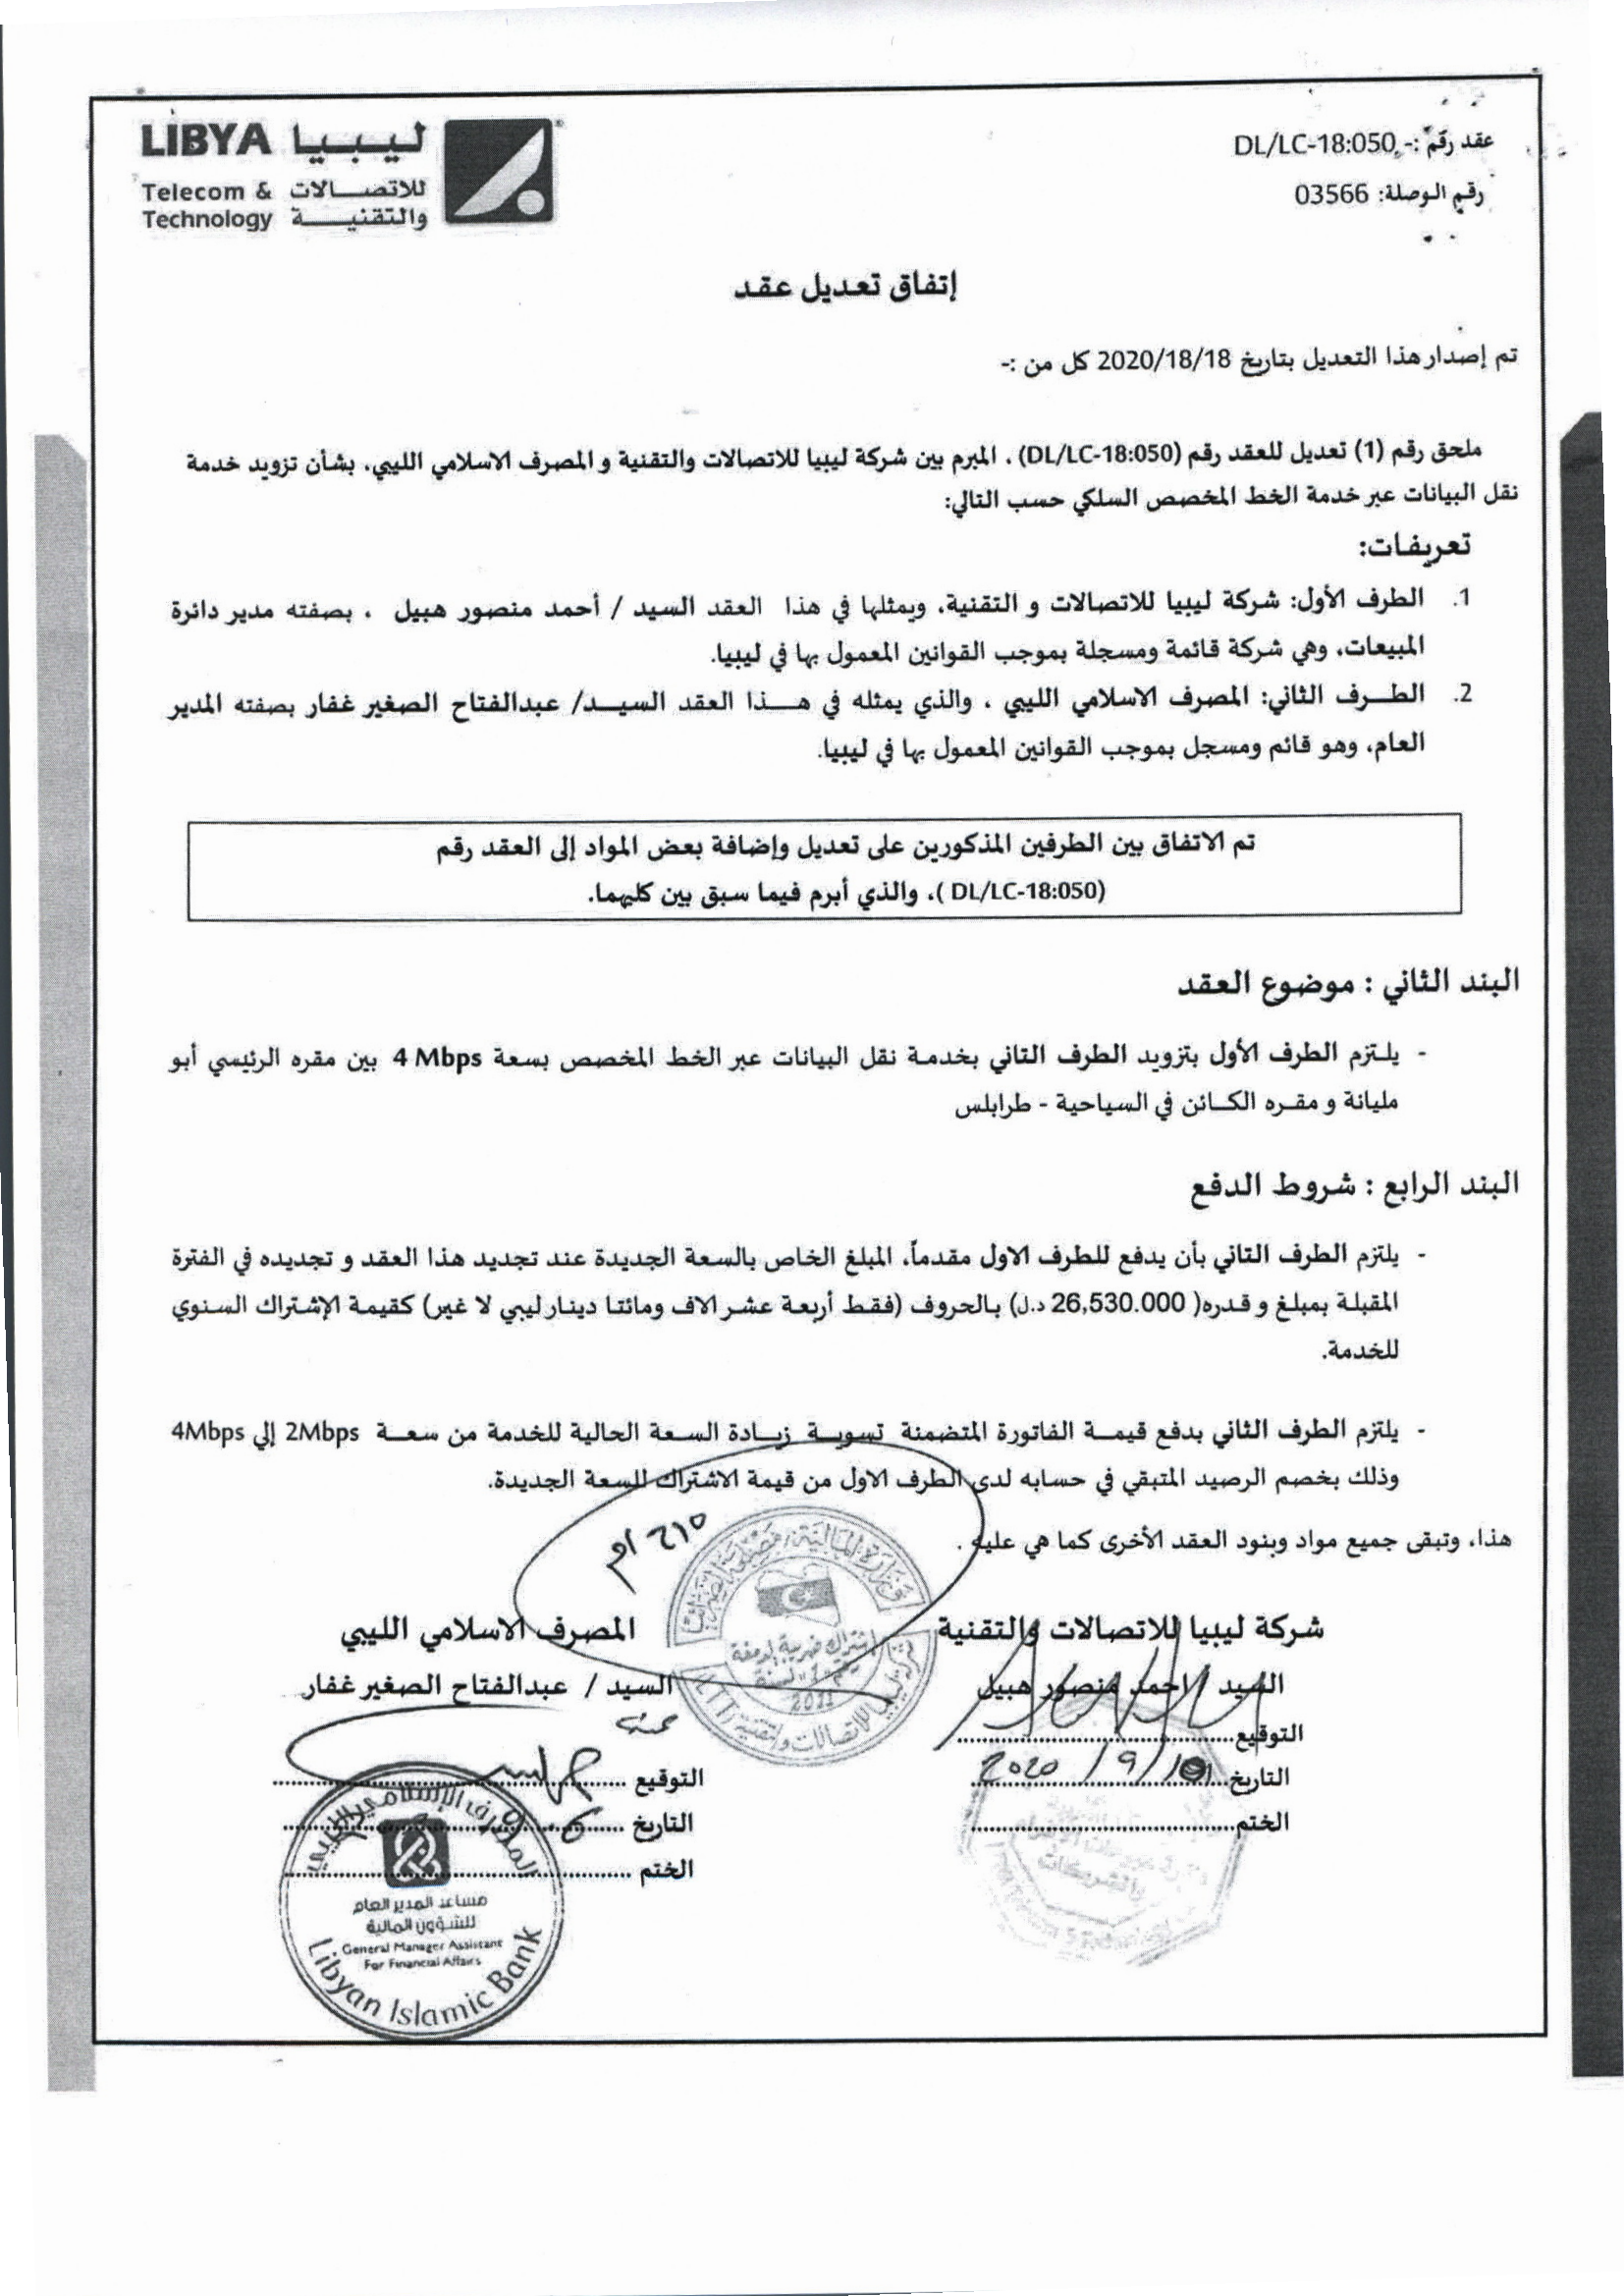 عقد رقم :- DL/LC-18:050
رقم الوصلة: 03566
LIBYA ليبيا
Telecom & للاتصالات
Technology والتقنية
إتفاق تعديل عقد
تم إصدار هذا التعديل بتاريخ 2020/18/18 كل من :-
ملحق رقم (1) تعديل للعقد رقم (DL/LC-18:050) ، المبرم بين شركة ليبيا للاتصالات والتقنية و المصرف الاسلامي الليبي، بشأن تزويد خدمة
نقل البيانات عبر خدمة الخط المخصص السلكي حسب التالي:
تعريفات:
1. الطرف الأول: شركة ليبيا للاتصالات و التقنية، ويمثلها في هذا العقد السيد / أحمد منصور هبيل ، بصفته مدير دائرة
المبيعات، وهي شركة قائمة ومسجلة بموجب القوانين المعمول بها في ليبيا.
2. الطرف الثاني: المصرف الاسلامي الليبي ، والذي يمثله في هذا العقد السيد/ عبدالفتاح الصغير غفار بصفته المدير
العام، وهو قائم ومسجل بموجب القوانين المعمول بها في ليبيا.
تم الاتفاق بين الطرفين المذكورين على تعديل وإضافة بعض المواد إلى العقد رقم
(DL/LC-18:050 )، والذي أبرم فيما سبق بين كليهما.
البند الثاني : موضوع العقد
- يلتزم الطرف الأول بتزويد الطرف التاني بخدمة نقل البيانات عبر الخط المخصص بسعة 4 Mbps بين مقره الرئيسي أبو
مليانة و مقره الكائن في السياحية - طرابلس
البند الرابع : شروط الدفع
- يلتزم الطرف التاني بأن يدفع للطرف الاول مقدماً، المبلغ الخاص بالسعة الجديدة عند تجديد هذا العقد و تجديده في الفترة
المقبلة بمبلغ و قدره( 26,530.000 د.ل) بالحروف (فقط أربعة عشر الاف ومائتا دينار ليبي لا غير) كقيمة الإشتراك السنوي
للخدمة.
- يلتزم الطرف الثاني بدفع قيمة الفاتورة المتضمنة تسوية زيادة السعة الحالية للخدمة من سعة 2Mbps إلى 4Mbps
وذلك بخصم الرصيد المتبقي في حسابه لدى الطرف الاول من قيمة الاشتراك للسعة الجديدة.
هذا، وتبقى جميع مواد وبنود العقد الأخرى كما هي عليه .
شركة ليبيا للاتصالات والتقنية
السيد / احمد منصور هبيل
التوقيع
التاريخ 2020/9/10
الختم
وزارة المالية / مصلحة الضرائب
اشتراك ضريبة الدمغة
2011
شركة ليبيا للاتصالات والتقنية (LTT)
المصرف الاسلامي الليبي
السيد / عبدالفتاح الصغير غفار
التوقيع
التاريخ
الختم
المصرف الإسلامي الليبي
مساعد المدير العام
للشؤون المالية
General Manager Assistant
For Financial Affairs
Libyan Islamic Bank